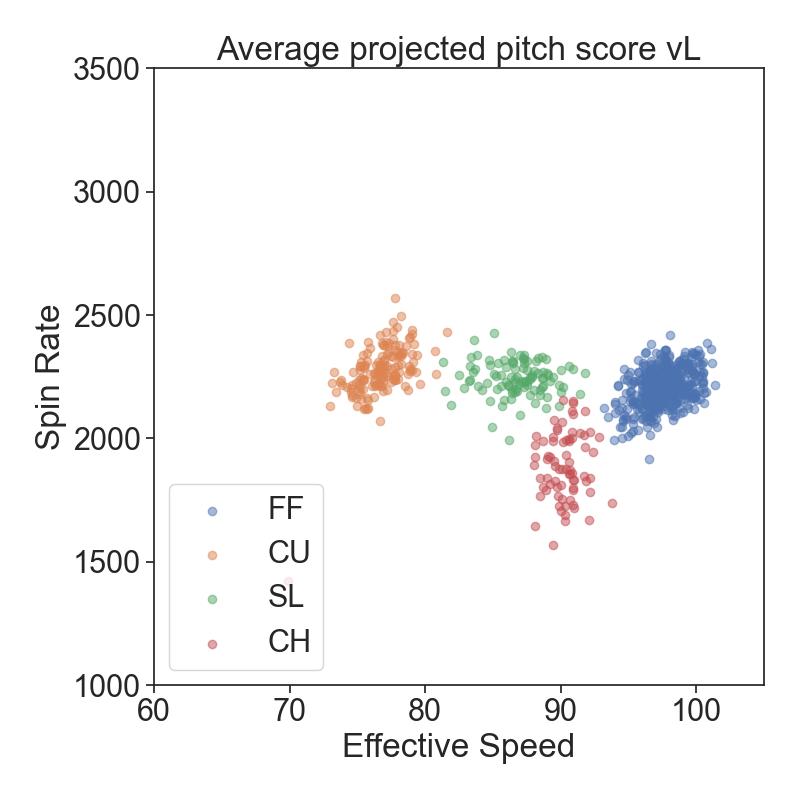 Average projected pitch score vL
3500
3000
2500
2000
1500
1000
Spin Rate
FF
CU
SL
CH
60
70
80
90
100
Effective Speed